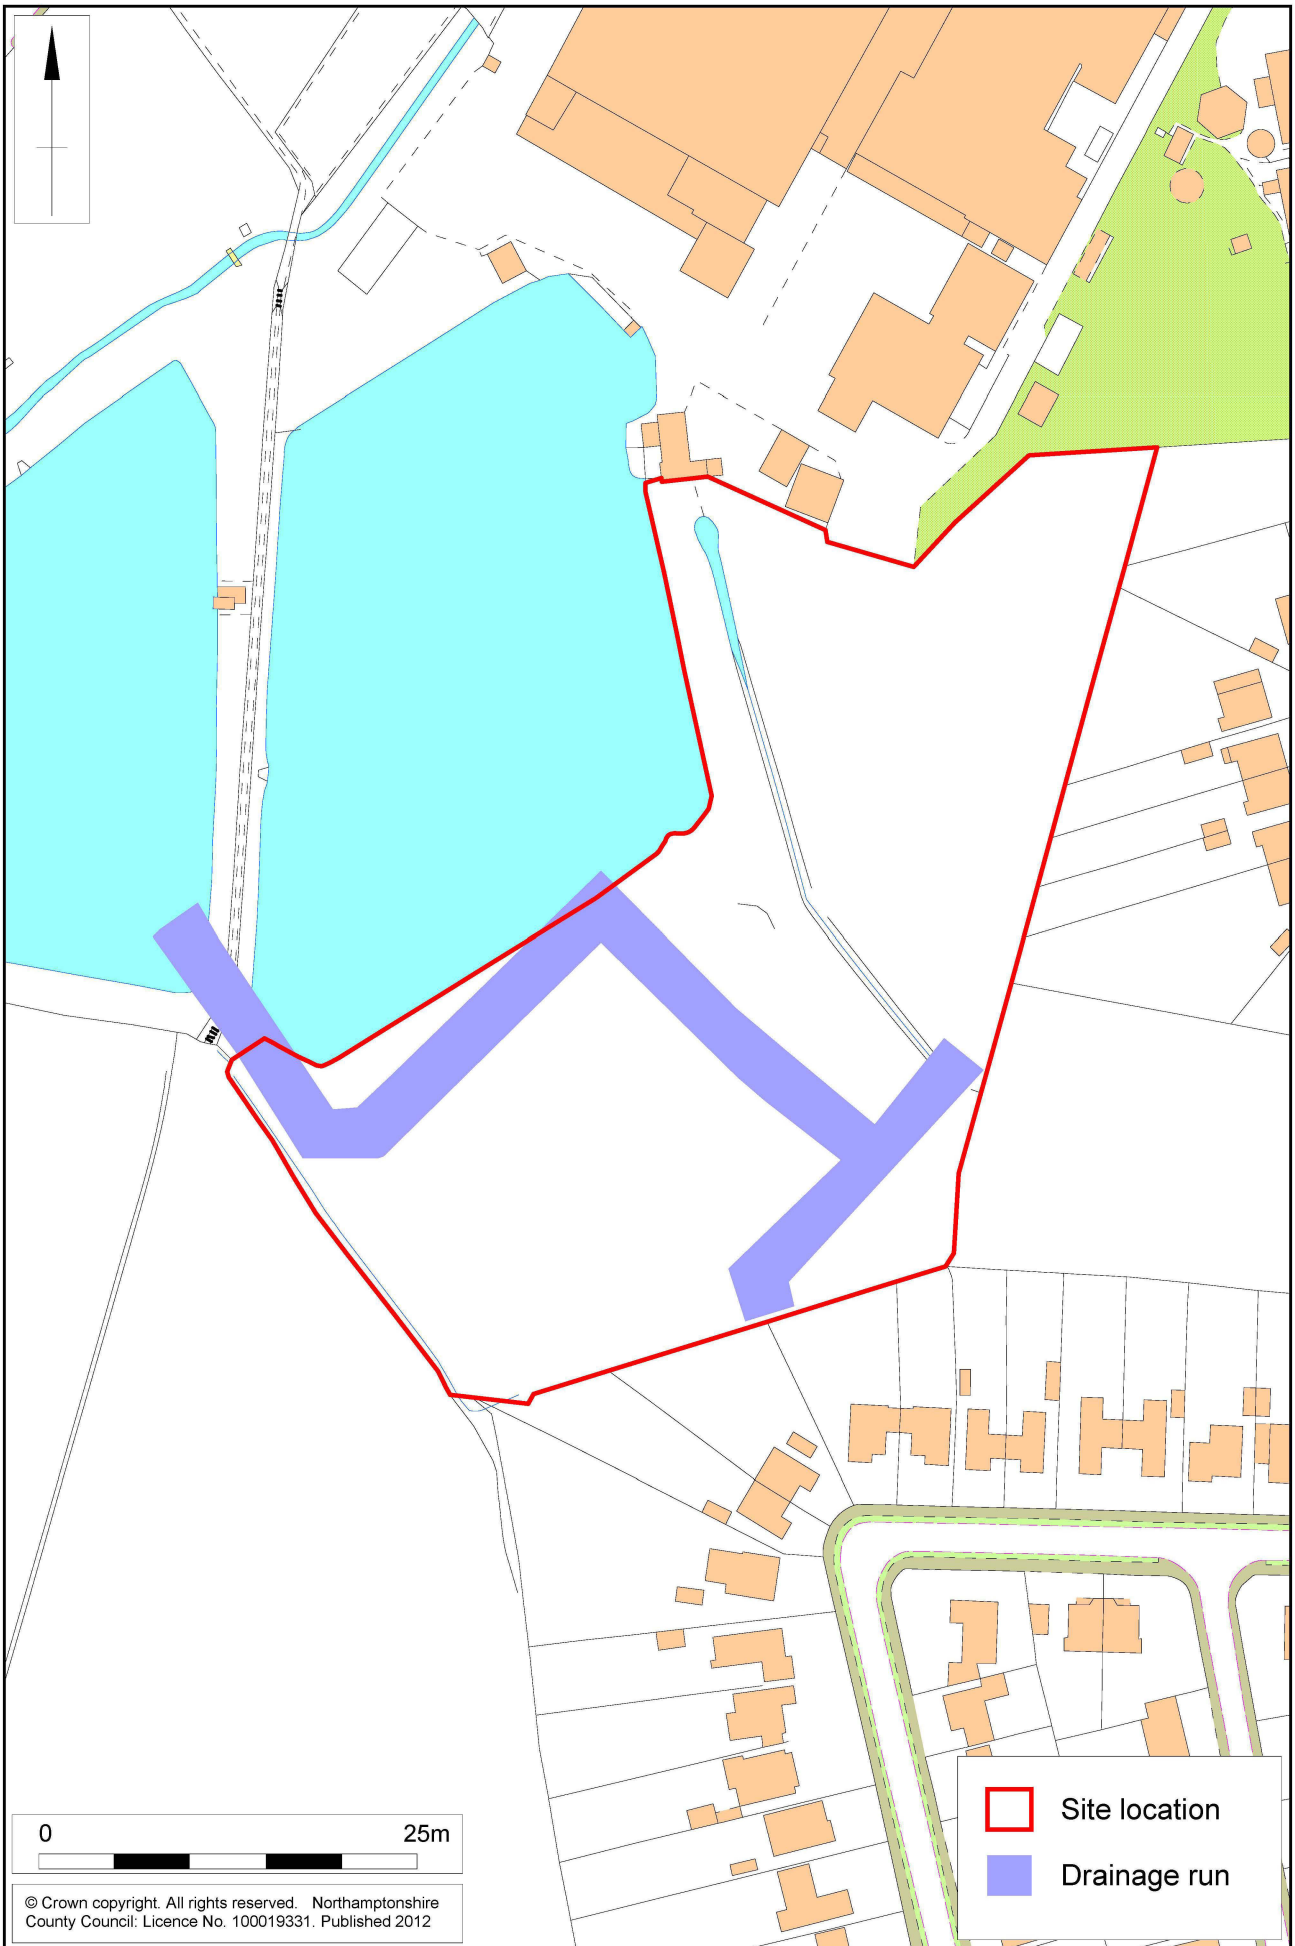 Site location
Drainage run
0 25m
© Crown copyright. All rights reserved. Northamptonshire
County Council: Licence No. 100019331. Published 2012